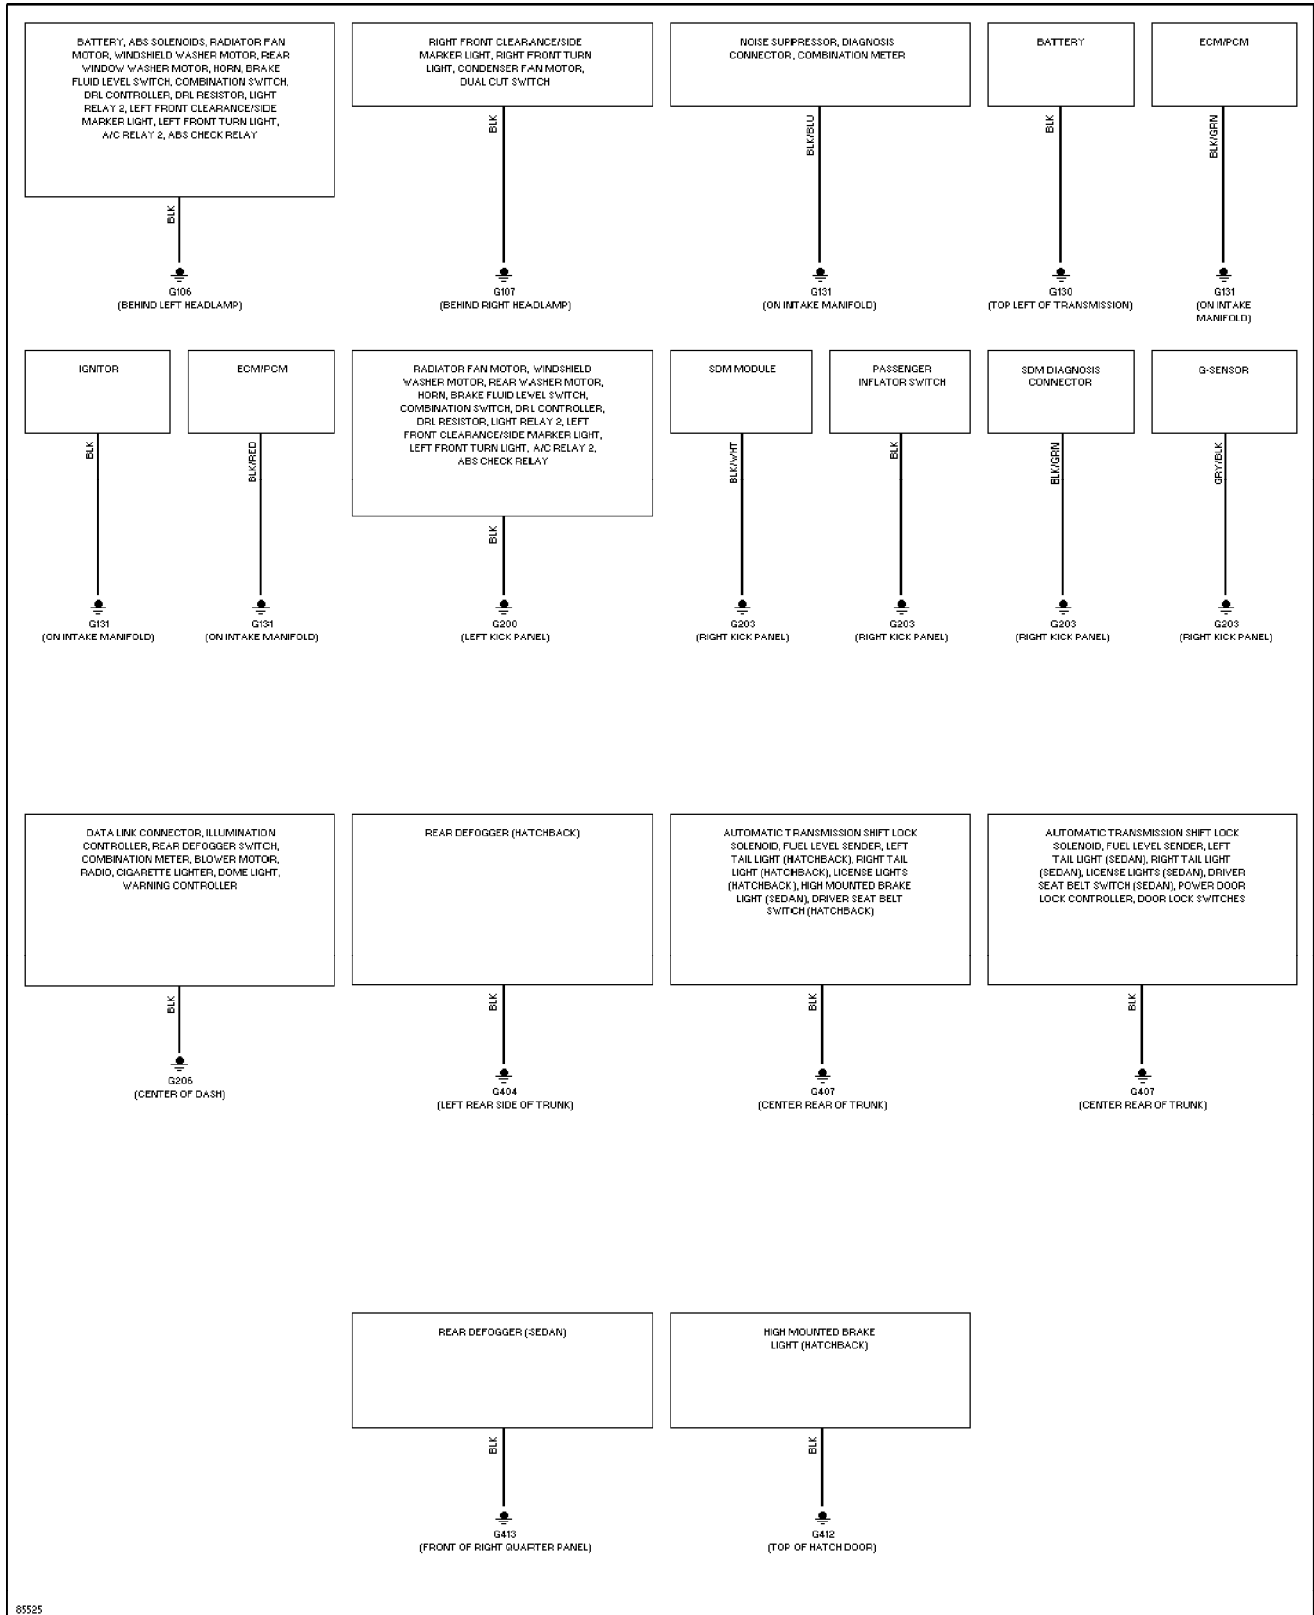 BATTERY, ABS SOLENOIDS, RADIATOR FAN
MOTOR, WINDSHIELD WASHER MOTOR, REAR
WINDOW WASHER MOTOR, HORN, BRAKE
FLUID LEVEL SWITCH, COMBINATION SWITCH,
DRL CONTROLLER, DRL RESISTOR, LIGHT
RELAY 2, LEFT FRONT CLEARANCE/SIDE
MARKER LIGHT, LEFT FRONT TURN LIGHT,
A/C RELAY 2, ABS CHECK RELAY
BLK
G106
(BEHIND LEFT HEADLAMP)
RIGHT FRONT CLEARANCE/SIDE
MARKER LIGHT, RIGHT FRONT TURN
LIGHT, CONDENSER FAN MOTOR,
DUAL CUT SWITCH
BLK
G107
(BEHIND RIGHT HEADLAMP)
NOISE SUPPRESSOR, DIAGNOSIS
CONNECTOR, COMBINATION METER
BLK/BLU
G131
(ON INTAKE MANIFOLD)
BATTERY
BLK
G130
(TOP LEFT OF TRANSMISSION)
ECM/PCM
BLK/GRN
G131
(ON INTAKE
MANIFOLD)
IGNITOR
BLK
G131
(ON INTAKE MANIFOLD)
ECM/PCM
BLK/RED
G131
(ON INTAKE MANIFOLD)
RADIATOR FAN MOTOR, WINDSHIELD
WASHER MOTOR, REAR WASHER MOTOR,
HORN, BRAKE FLUID LEVEL SWITCH,
COMBINATION SWITCH, DRL CONTROLLER,
DRL RESISTOR, LIGHT RELAY 2, LEFT
FRONT CLEARANCE/SIDE MARKER LIGHT,
LEFT FRONT TURN LIGHT, A/C RELAY 2,
ABS CHECK RELAY
BLK
G200
(LEFT KICK PANEL)
SDM MODULE
BLK/WHT
G203
(RIGHT KICK PANEL)
PASSENGER
INFLATOR SWITCH
BLK
G203
(RIGHT KICK PANEL)
SDM DIAGNOSIS
CONNECTOR
BLK/GRN
G203
(RIGHT KICK PANEL)
G-SENSOR
GRY/BLK
G203
(RIGHT KICK PANEL)
DATA LINK CONNECTOR, ILLUMINATION
CONTROLLER, REAR DEFOGGER SWITCH,
COMBINATION METER, BLOWER MOTOR,
RADIO, CIGARETTE LIGHTER, DOME LIGHT,
WARNING CONTROLLER
BLK
G206
(CENTER OF DASH)
REAR DEFOGGER (HATCHBACK)
BLK
G404
(LEFT REAR SIDE OF TRUNK)
AUTOMATIC TRANSMISSION SHIFT LOCK
SOLENOID, FUEL LEVEL SENDER, LEFT
TAIL LIGHT (HATCHBACK), RIGHT TAIL
LIGHT (HATCHBACK), LICENSE LIGHTS
(HATCHBACK), HIGH MOUNTED BRAKE
LIGHT (SEDAN), DRIVER SEAT BELT
SWITCH (HATCHBACK)
BLK
G407
(CENTER REAR OF TRUNK)
AUTOMATIC TRANSMISSION SHIFT LOCK
SOLENOID, FUEL LEVEL SENDER, LEFT
TAIL LIGHT (SEDAN), RIGHT TAIL LIGHT
(SEDAN), LICENSE LIGHTS (SEDAN), DRIVER
SEAT BELT SWITCH (SEDAN), POWER DOOR
LOCK CONTROLLER, DOOR LOCK SWITCHES
BLK
G407
(CENTER REAR OF TRUNK)
REAR DEFOGGER (SEDAN)
BLK
G413
(FRONT OF RIGHT QUARTER PANEL)
HIGH MOUNTED BRAKE
LIGHT (HATCHBACK)
BLK
G412
(TOP OF HATCH DOOR)
85525